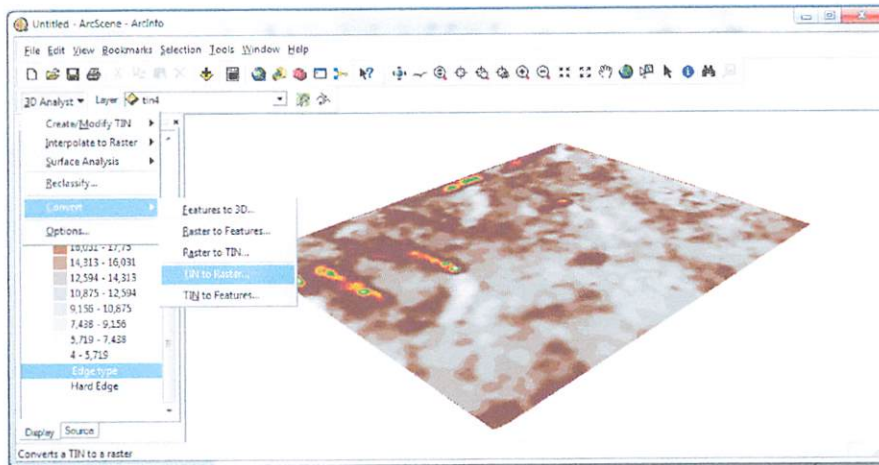 Untitled - ArcScene - ArcInfo
File Edit View Bookmarks Selection Tools Window Help
3D Analyst Layer tin4
Create/Modify TIN
Interpolate to Raster
Surface Analysis
Reclassify...
Convert
Options...
Features to 3D...
Raster to Features...
Raster to TIN...
TIN to Raster...
TIN to Features...
16,031 - 17,75
14,313 - 16,031
12,594 - 14,313
10,875 - 12,594
9,156 - 10,875
7,438 - 9,156
5,719 - 7,438
4 - 5,719
Edge type
Hard Edge
Display Source
Converts a TIN to a raster